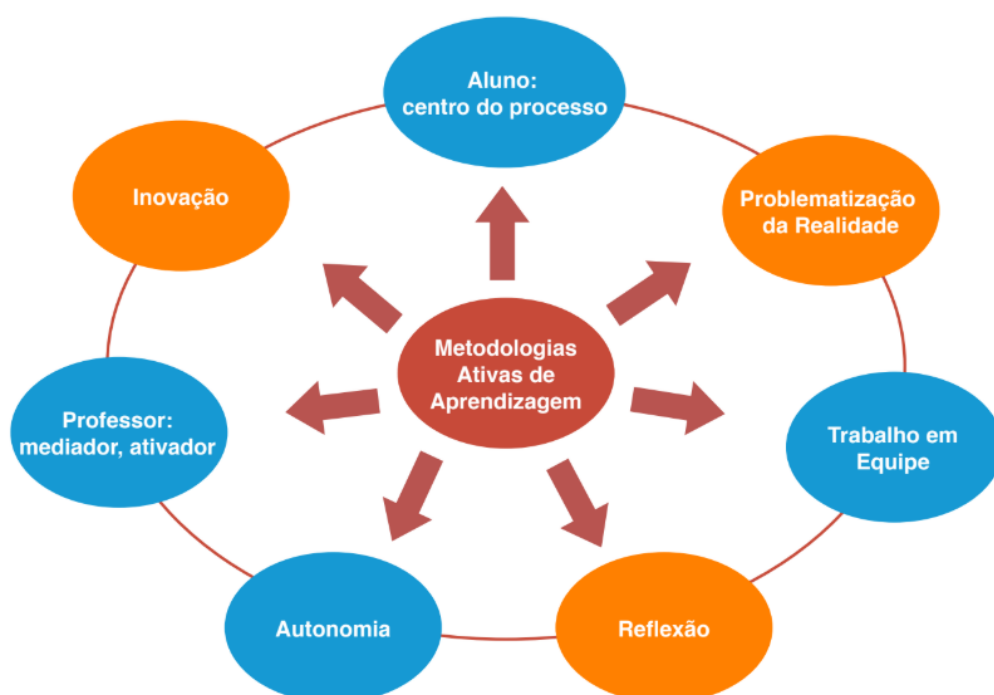 Aluno:
centro do processo
Inovação
Problematização
da Realidade
Metodologias
Ativas de
Aprendizagem
Professor:
mediador, ativador
Trabalho em
Equipe
Autonomia
Reflexão